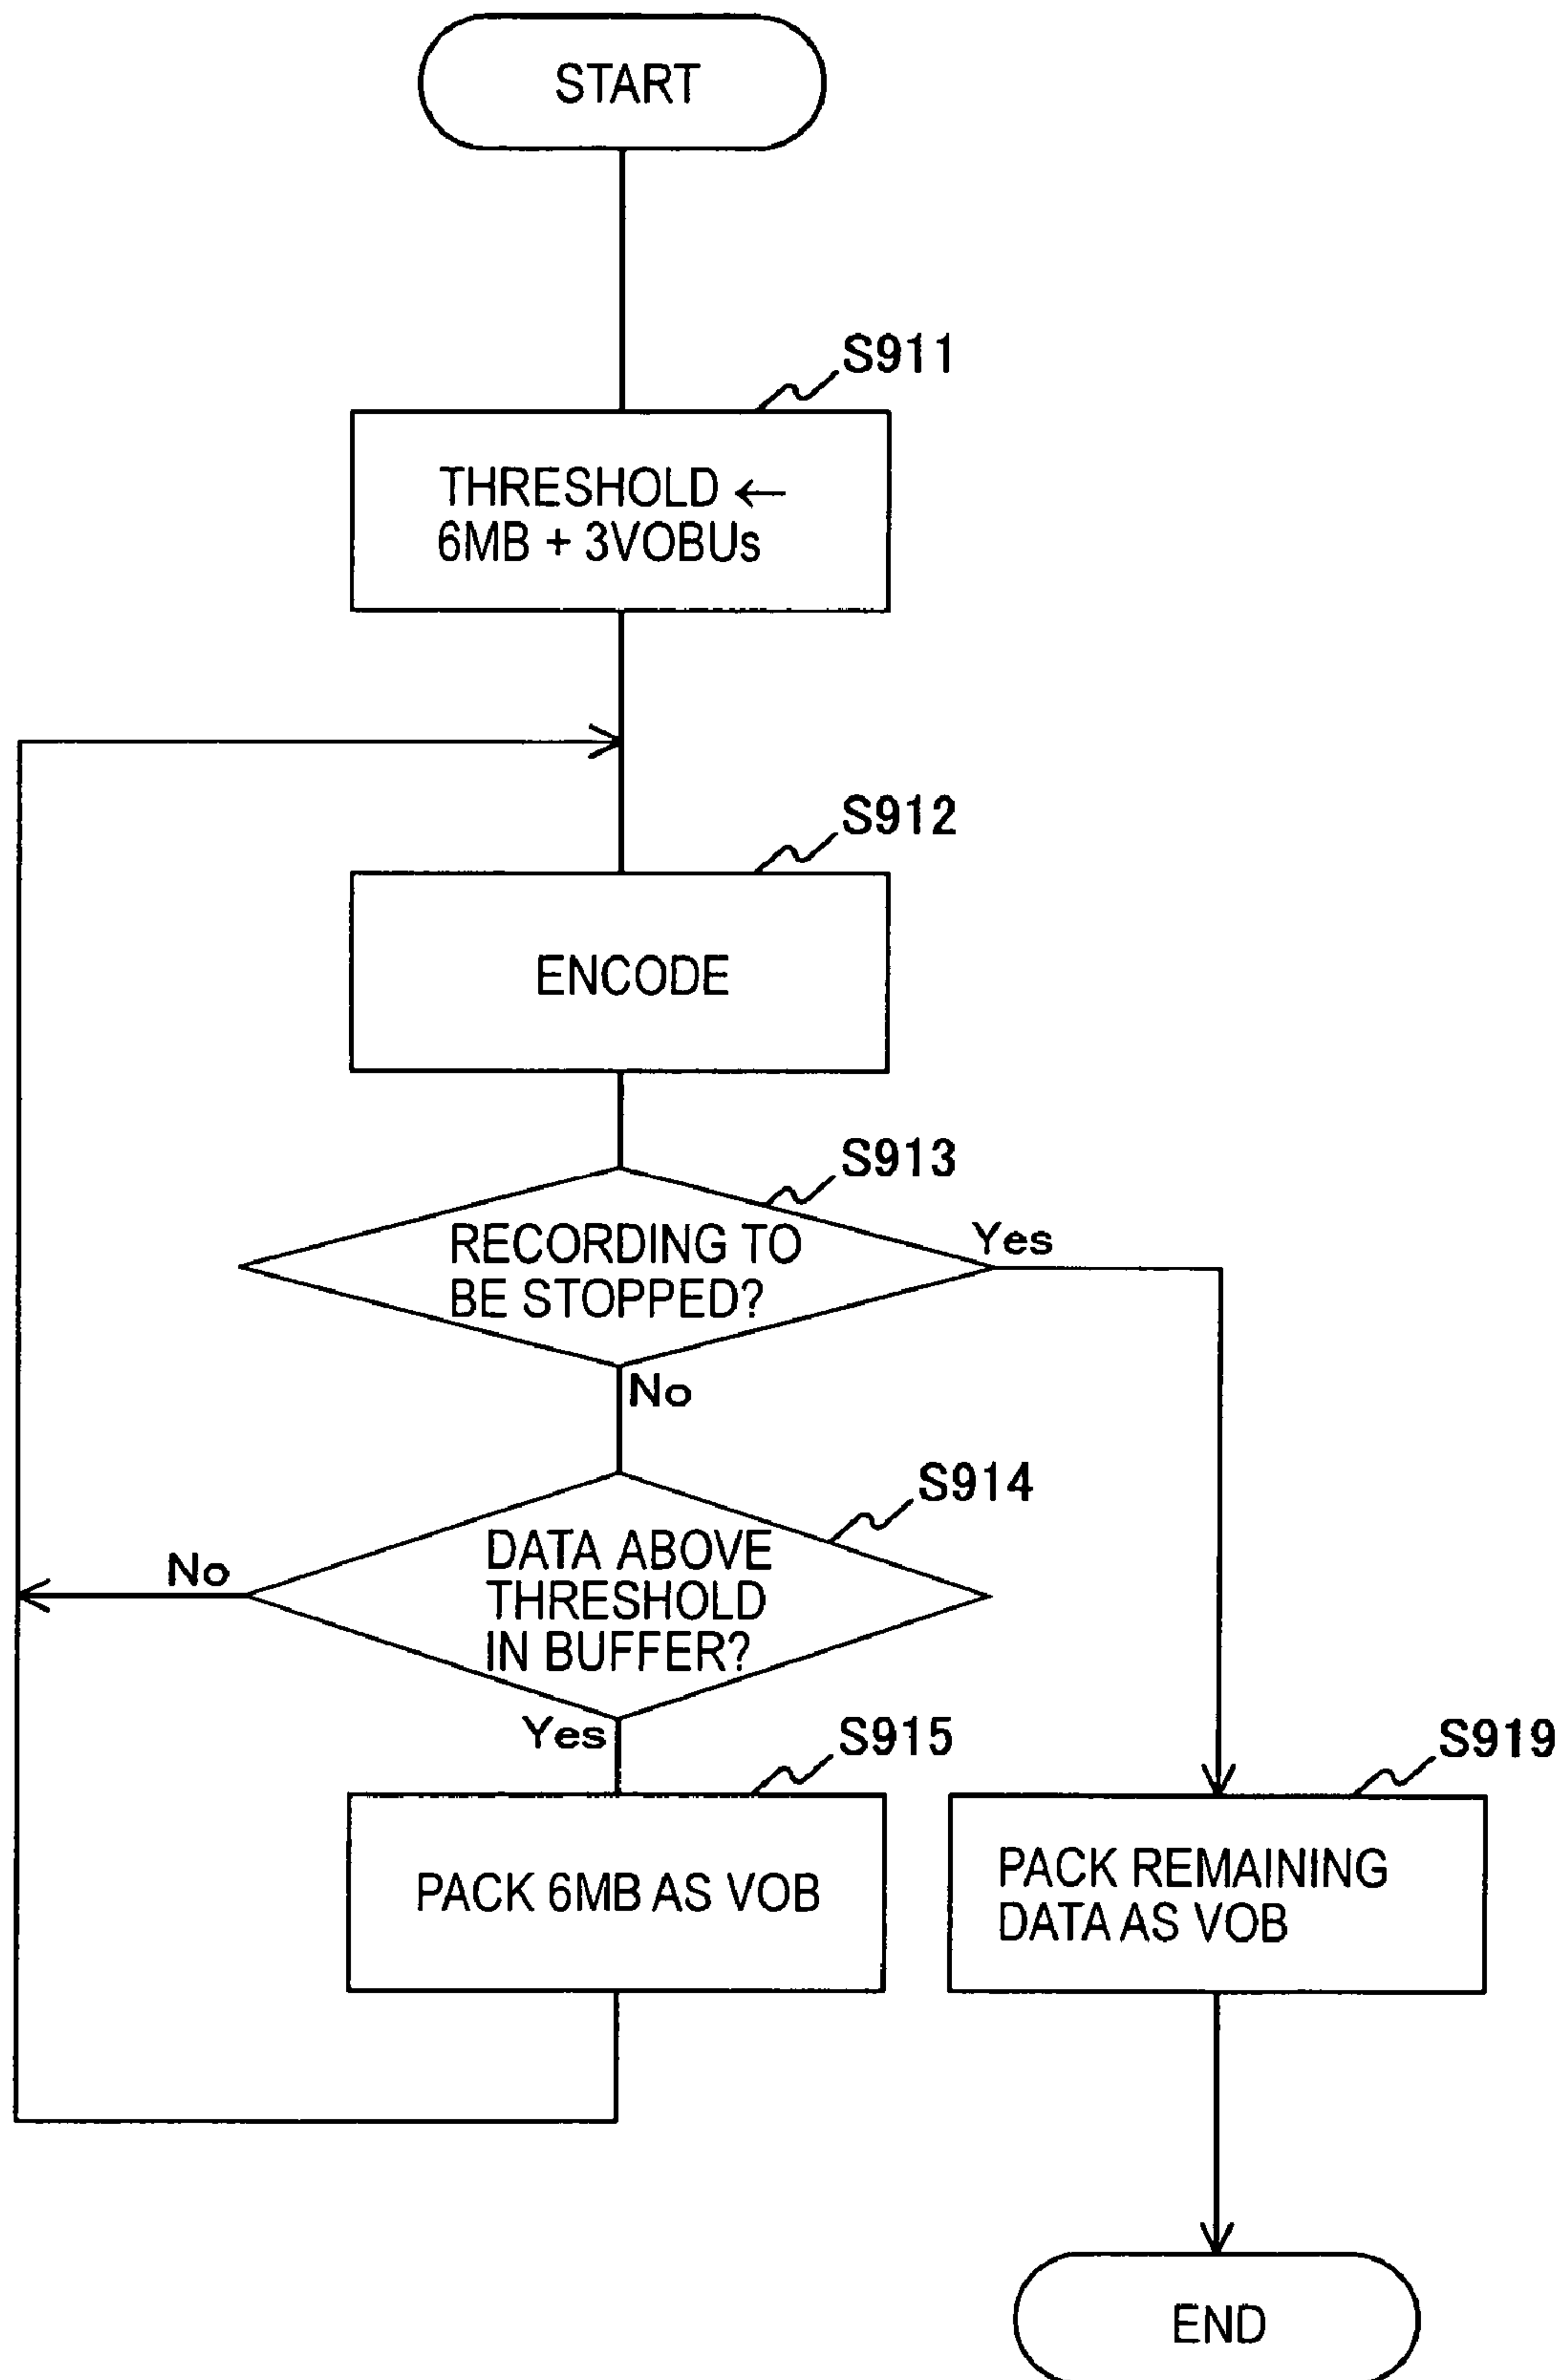 START
S911
THRESHOLD ←
6MB + 3VOBUs
S912
ENCODE
S913
RECORDING TO
BE STOPPED?
Yes
No
S914
DATA ABOVE
THRESHOLD
IN BUFFER?
No
Yes
S915
PACK 6MB AS VOB
S919
PACK REMAINING
DATA AS VOB
END